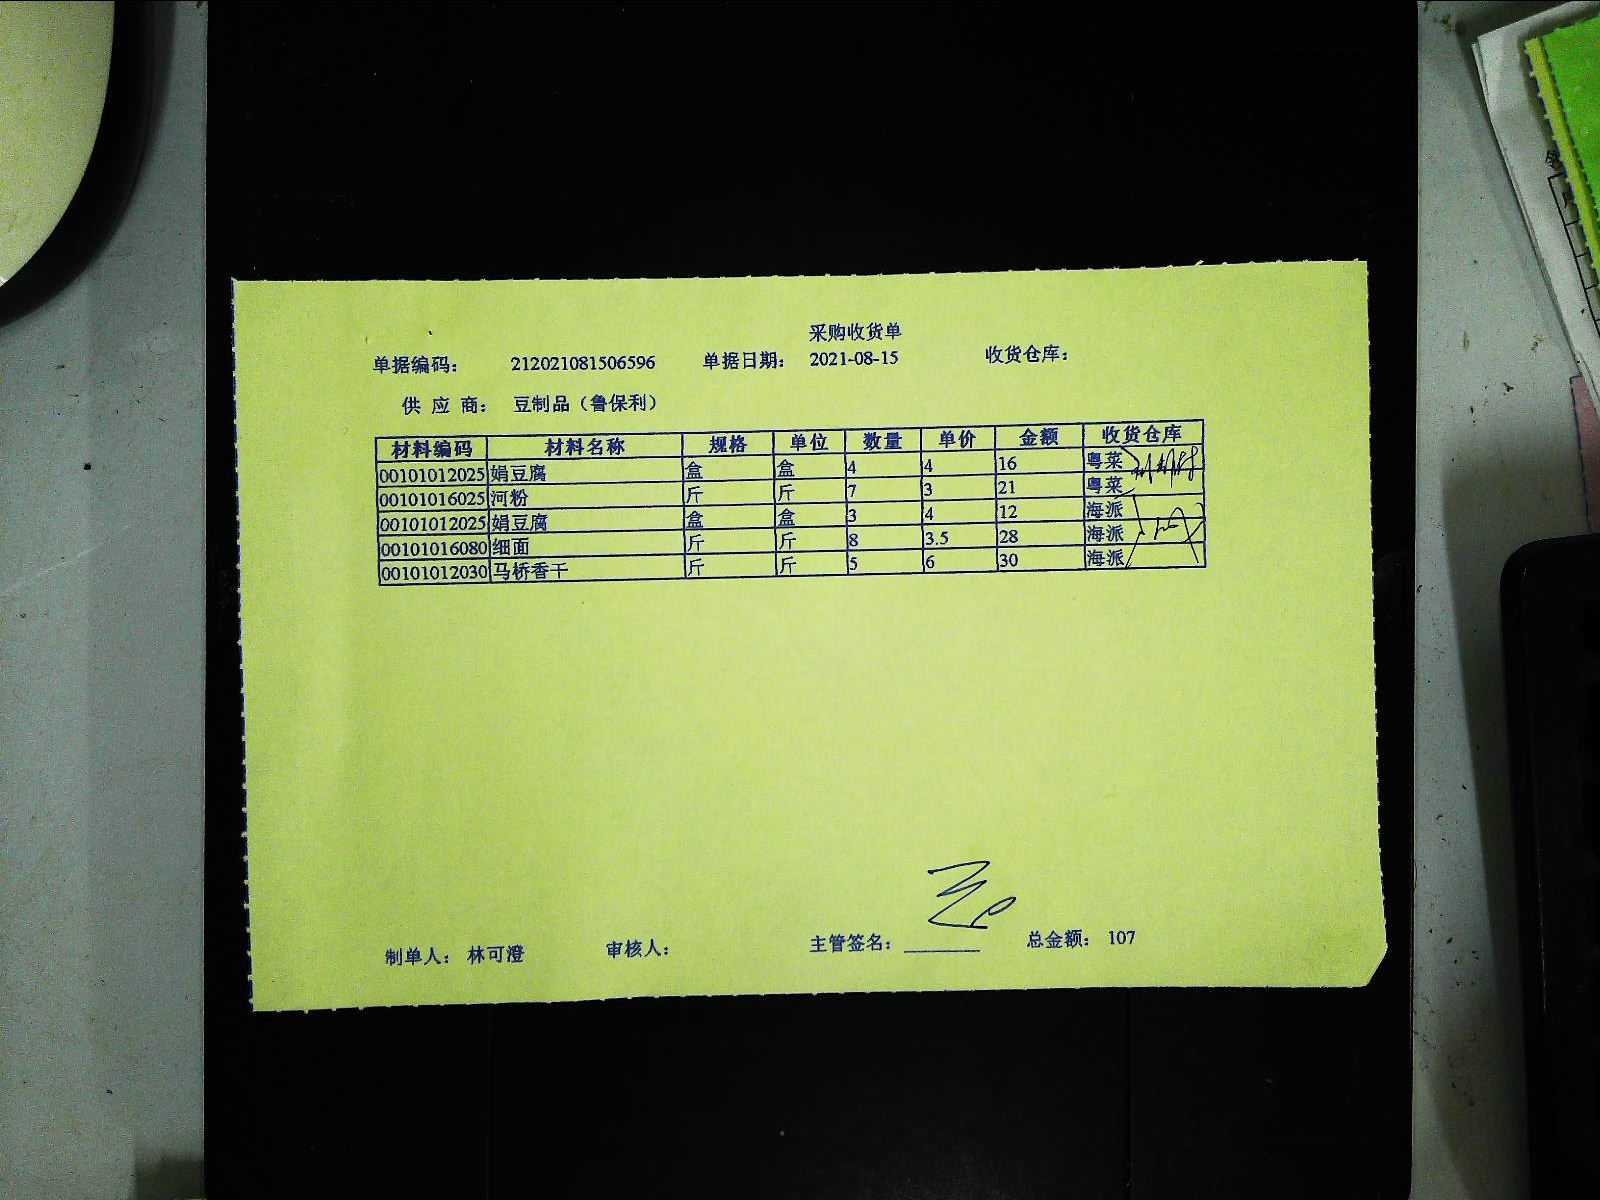 采购收货单
单据编码： 212021081506596 单据日期： 2021-08-15 收货仓库：
供 应 商： 豆制品（鲁保利）
材料编码 材料名称 规格 单位 数量 单价 金额 收货仓库
00101012025 娟豆腐 盒 盒 4 4 16 粤菜
00101016025 河粉 斤 斤 7 3 21 粤菜
00101012025 娟豆腐 盒 盒 3 4 12 海派
00101016080 细面 斤 斤 8 3.5 28 海派
00101012030 马桥香干 斤 斤 5 6 30 海派
制单人： 林可澄 审核人： 主管签名： 总金额： 107